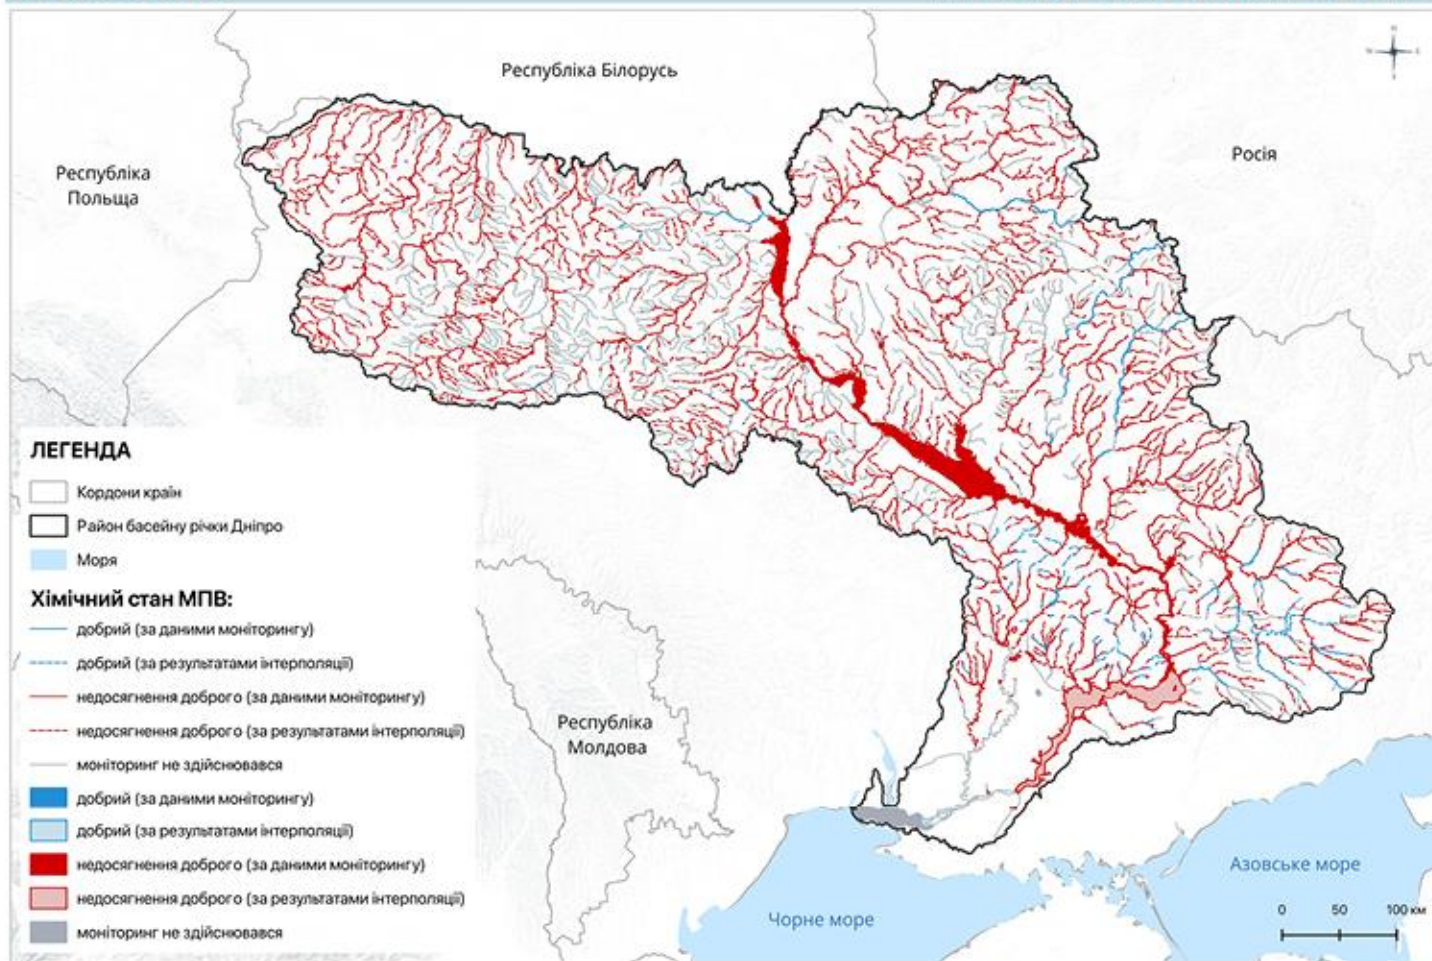 Республіка Білорусь
Республіка
Польща
Росія
ЛЕГЕНДА
Кордони країн
Район басейну річки Дніпро
Моря
Хімічний стан МПВ:
добрий (за даними моніторингу)
добрий (за результатами інтерполяції)
недосягнення доброго (за даними моніторингу)
недосягнення доброго (за результатами інтерполяції)
моніторинг не здійснювався
добрий (за даними моніторингу)
добрий (за результатами інтерполяції)
недосягнення доброго (за даними моніторингу)
недосягнення доброго (за результатами інтерполяції)
моніторинг не здійснювався
Республіка
Молдова
Чорне море
Азовське море
0 50 100 км